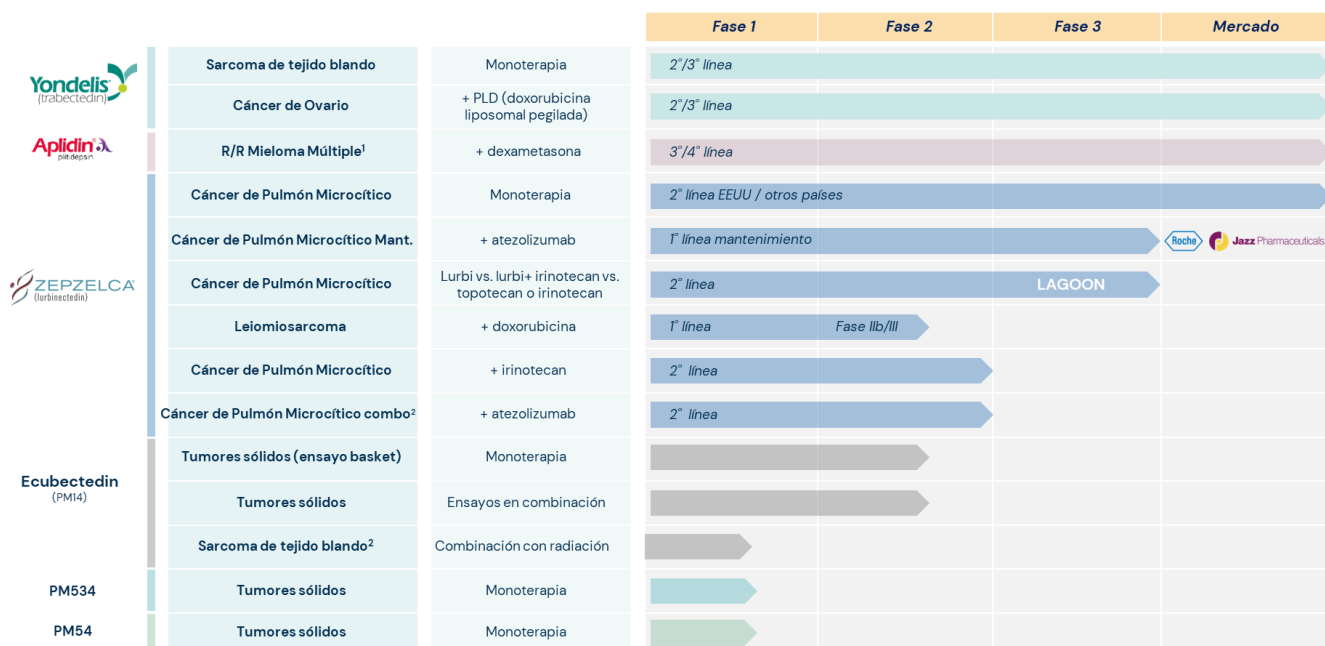 Fase 1 Fase 2 Fase 3 Mercado
Yondelis®
(trabectedin)
Sarcoma de tejido blando Monoterapia 2ª/3ª línea
Cáncer de Ovario + PLD (doxorubicina
liposomal pegilada) 2ª/3ª línea
Aplidin®
plitidepsin
R/R Mieloma Múltiple¹ + dexametasona 3ª/4ª línea
Cáncer de Pulmón Microcítico Monoterapia 2ª línea EEUU / otros países
Cáncer de Pulmón Microcítico Mant. + atezolizumab 1ª línea mantenimiento Roche Jazz Pharmaceuticals
ZEPZELCA®
(lurbinectedin)
Cáncer de Pulmón Microcítico Lurbi vs. lurbi+ irinotecan vs.
topotecan o irinotecan 2ª línea LAGOON
Leiomiosarcoma + doxorubicina 1ª línea Fase IIb/III
Cáncer de Pulmón Microcítico + irinotecan 2ª línea
Cáncer de Pulmón Microcítico combo² + atezolizumab 2ª línea
Ecubectedin
(PM14)
Tumores sólidos (ensayo basket) Monoterapia
Tumores sólidos Ensayos en combinación
Sarcoma de tejido blando² Combinación con radiación
PM534 Tumores sólidos Monoterapia
PM54 Tumores sólidos Monoterapia